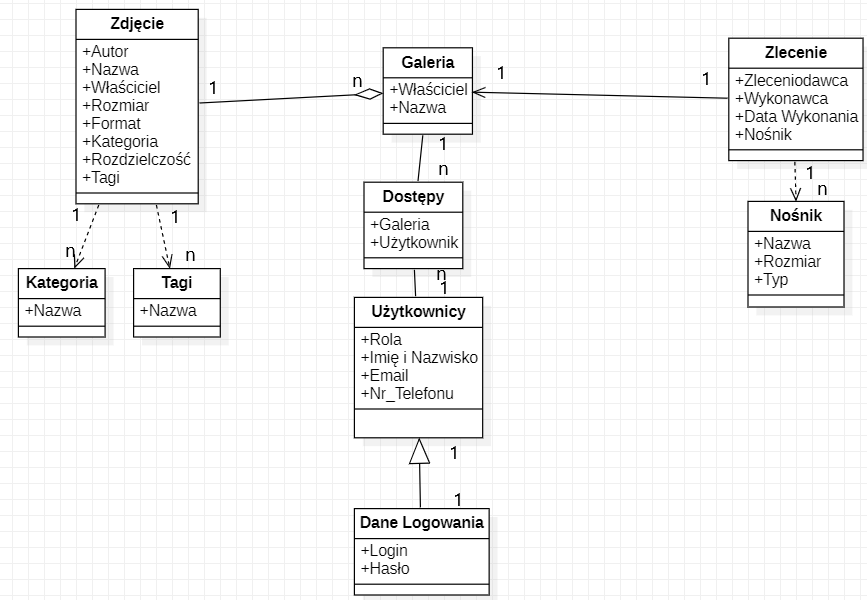 Zdjęcie
+Autor
+Nazwa
+Właściciel
+Rozmiar
+Format
+Kategoria
+Rozdzielczość
+Tagi
1
n
Galeria
+Właściciel
+Nazwa
1
1
Zlecenie
+Zleceniodawca
+Wykonawca
+Data Wykonania
+Nośnik
1
n
Dostępy
+Galeria
+Użytkownik
1
n
Nośnik
+Nazwa
+Rozmiar
+Typ
1
n
Kategoria
+Nazwa
1
n
Tagi
+Nazwa
n
1
Użytkownicy
+Rola
+Imię i Nazwisko
+Email
+Nr_Telefonu
1
1
Dane Logowania
+Login
+Hasło